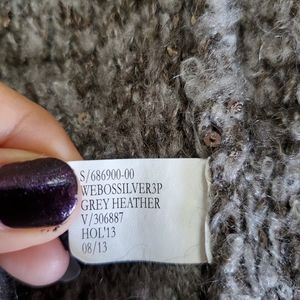 S/686900-00
WEBOSSILVER3P
GREY HEATHER
V/306887
HOL'13
08/13